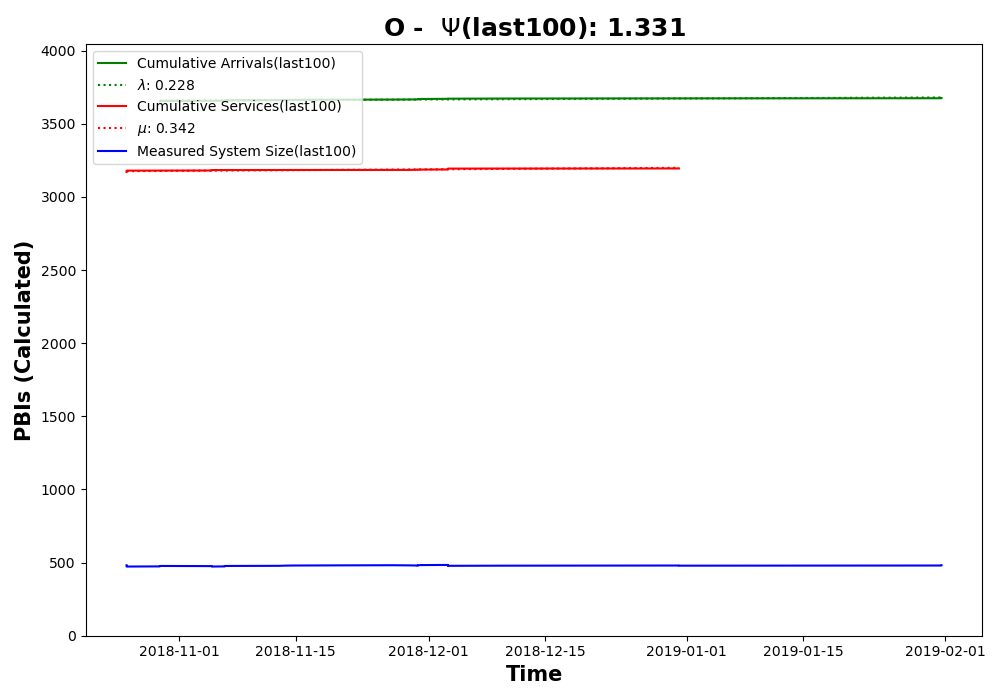 O - Ψ(last100): 1.331
Cumulative Arrivals(last100)
λ: 0.228
Cumulative Services(last100)
μ: 0.342
Measured System Size(last100)
4000
3500
3000
2500
2000
1500
1000
500
0
PBIs (Calculated)
2018-11-01 2018-11-15 2018-12-01 2018-12-15 2019-01-01 2019-01-15 2019-02-01
Time